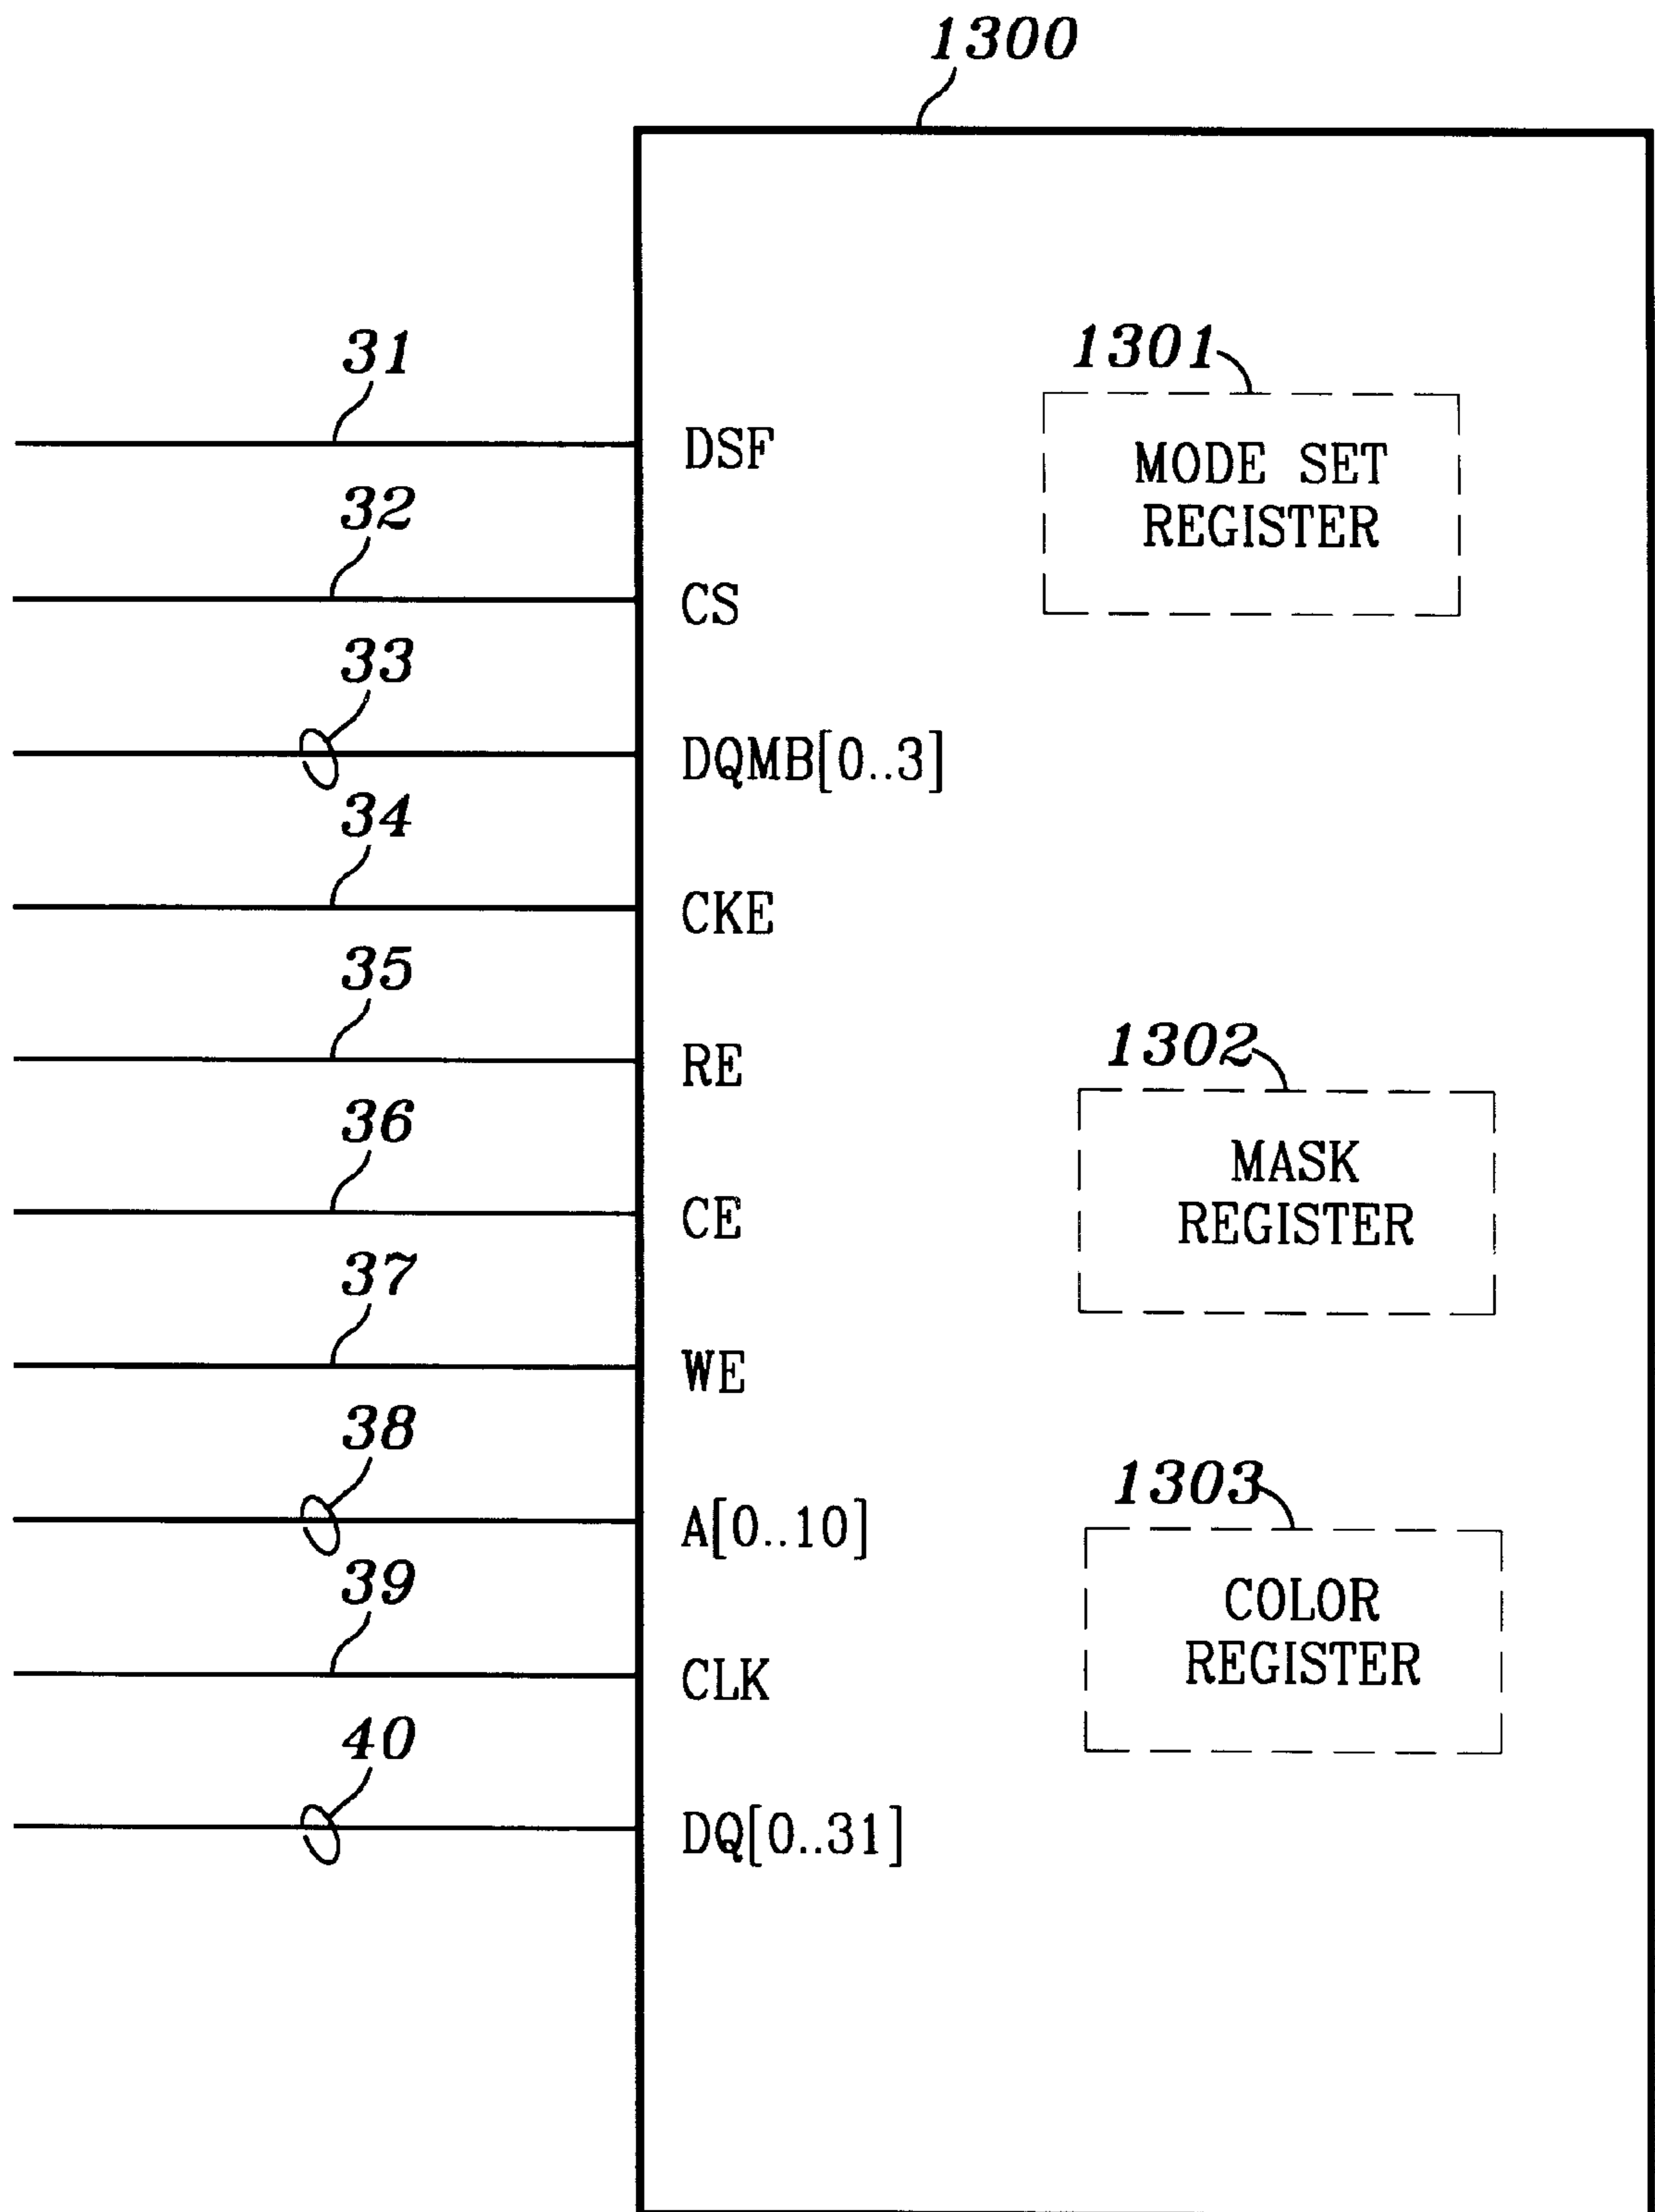 1300
31
DSF
1301
MODE SET
REGISTER
32
CS
33
DQMB[0..3]
34
CKE
35
RE
1302
MASK
REGISTER
36
CE
37
WE
38
A[0..10]
1303
COLOR
REGISTER
39
CLK
40
DQ[0..31]